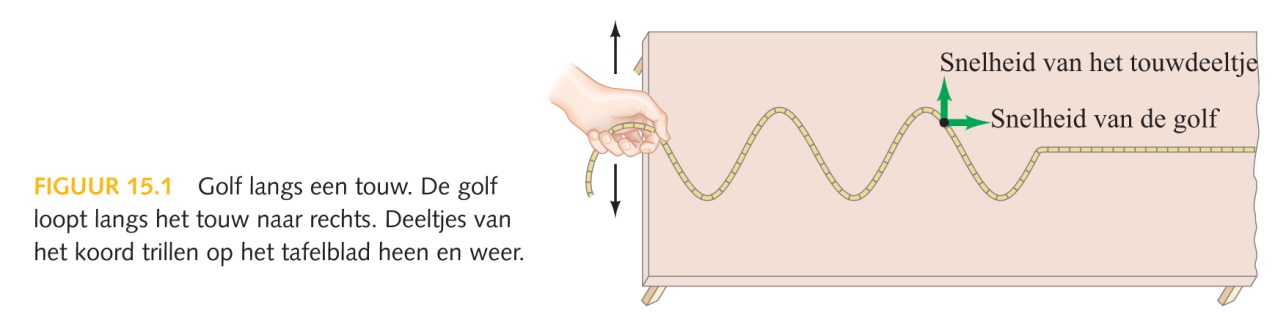 Snelheid van het touwdeeltje
Snelheid van de golf
FIGUUR 15.1 Golf langs een touw. De golf
loopt langs het touw naar rechts. Deeltjes van
het koord trillen op het tafelblad heen en weer.